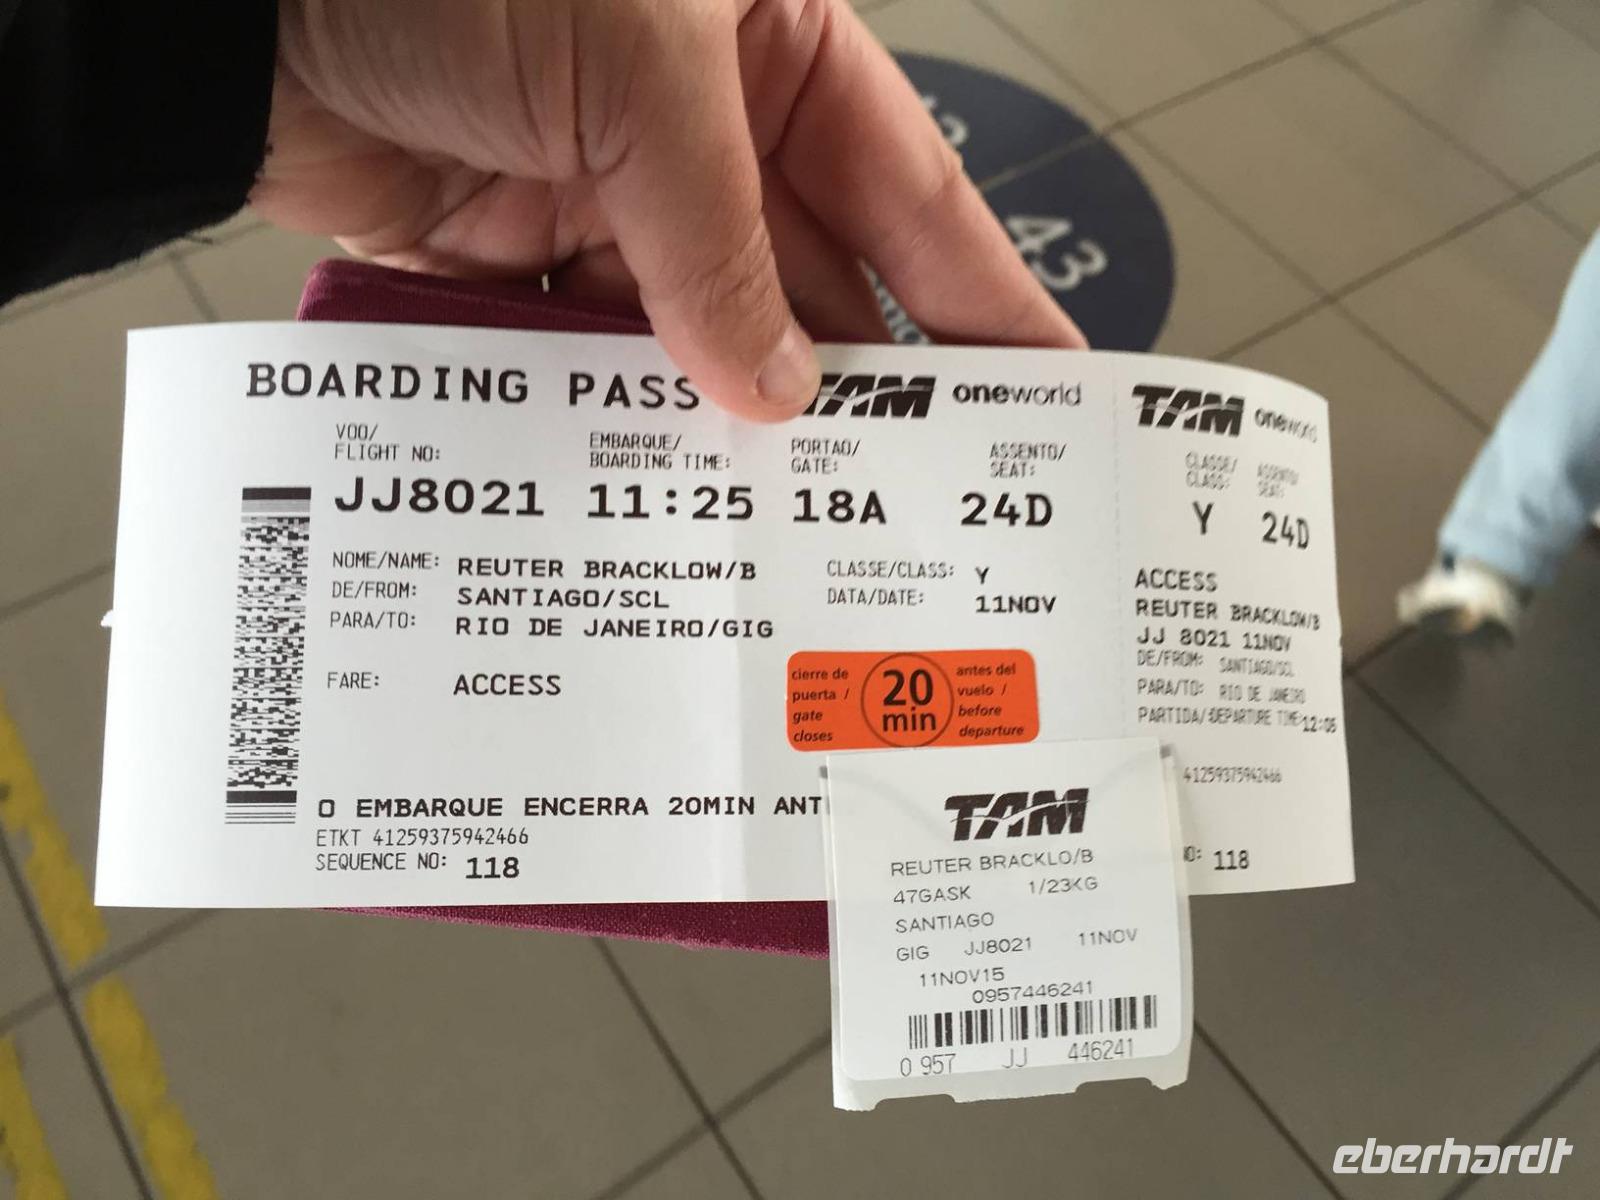 43
BOARDING PASS
TAM oneworld
VOO/
FLIGHT NO:
EMBARQUE/
BOARDING TIME:
PORTAO/
GATE:
ASSENTO/
SEAT:
JJ8021 11:25 18A 24D
NOME/NAME: REUTER BRACKLOW/B
DE/FROM: SANTIAGO/SCL
PARA/TO: RIO DE JANEIRO/GIG
CLASSE/CLASS: Y
DATA/DATE: 11NOV
FARE: ACCESS
cierre de
puerta /
gate
closes
20
min
antes del
vuelo /
before
departure
O EMBARQUE ENCERRA 20MIN ANT
ETKT 41259375942466
SEQUENCE NO: 118
TAM oneworld
CLASSE/
CLASS:
ASSENTO/
SEAT:
Y 24D
ACCESS
REUTER BRACKLOW/B
JJ 8021 11NOV
DE/FROM: SANTIAGO/SCL
PARA/TO: RIO DE JANEIRO
PARTIDA/DEPARTURE TIME:12:05
41259375942466
O: 118
TAM
REUTER BRACKLO/B
47GASK 1/23KG
SANTIAGO
GIG JJ8021 11NOV
11NOV15
0957446241
0 957 JJ 446241
eberhardt